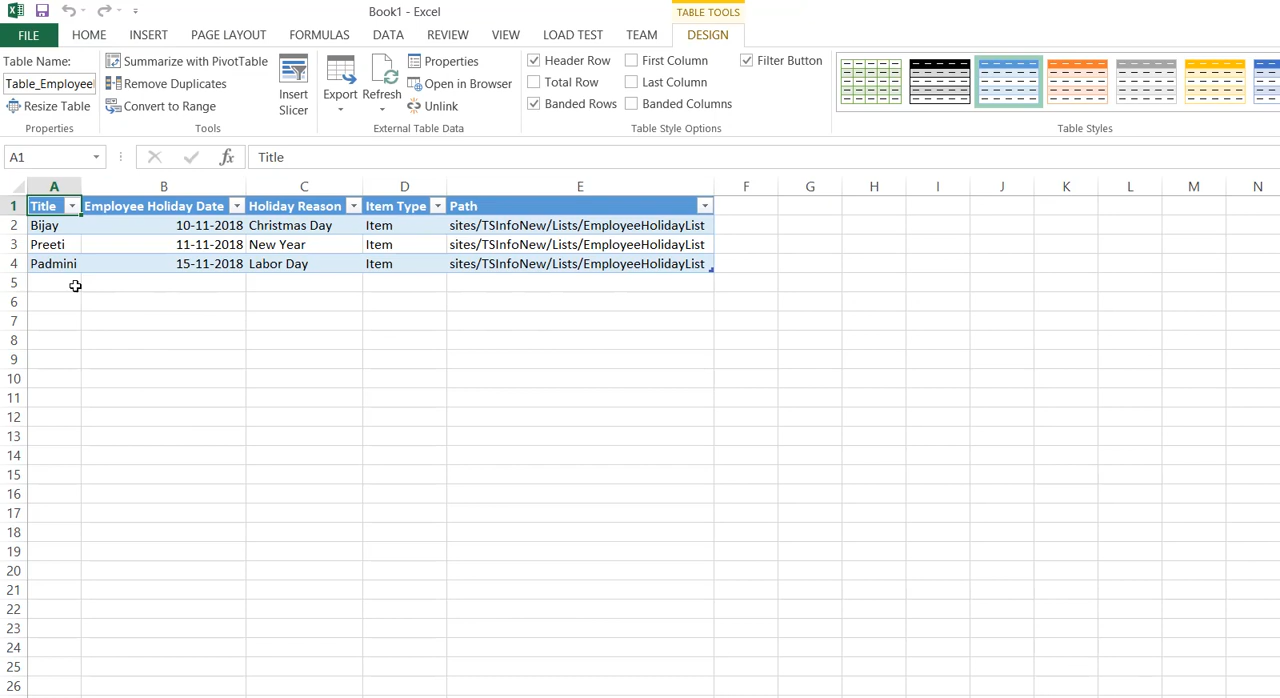 Book1 - Excel
TABLE TOOLS
FILE HOME INSERT PAGE LAYOUT FORMULAS DATA REVIEW VIEW LOAD TEST TEAM DESIGN
Table Name: Summarize with PivotTable Properties Header Row First Column Filter Button
Table_Employee Remove Duplicates Insert Slicer Export Refresh Open in Browser Total Row Last Column
Resize Table Convert to Range Unlink Banded Rows Banded Columns
Properties Tools External Table Data Table Style Options Table Styles
A1 fx Title
A B C D E F G H I J K L M N
1 Title Employee Holiday Date Holiday Reason Item Type Path
2 Bijay 10-11-2018 Christmas Day Item sites/TSInfoNew/Lists/EmployeeHolidayList
3 Preeti 11-11-2018 New Year Item sites/TSInfoNew/Lists/EmployeeHolidayList
4 Padmini 15-11-2018 Labor Day Item sites/TSInfoNew/Lists/EmployeeHolidayList
5
6
7
8
9
10
11
12
13
14
15
16
17
18
19
20
21
22
23
24
25
26